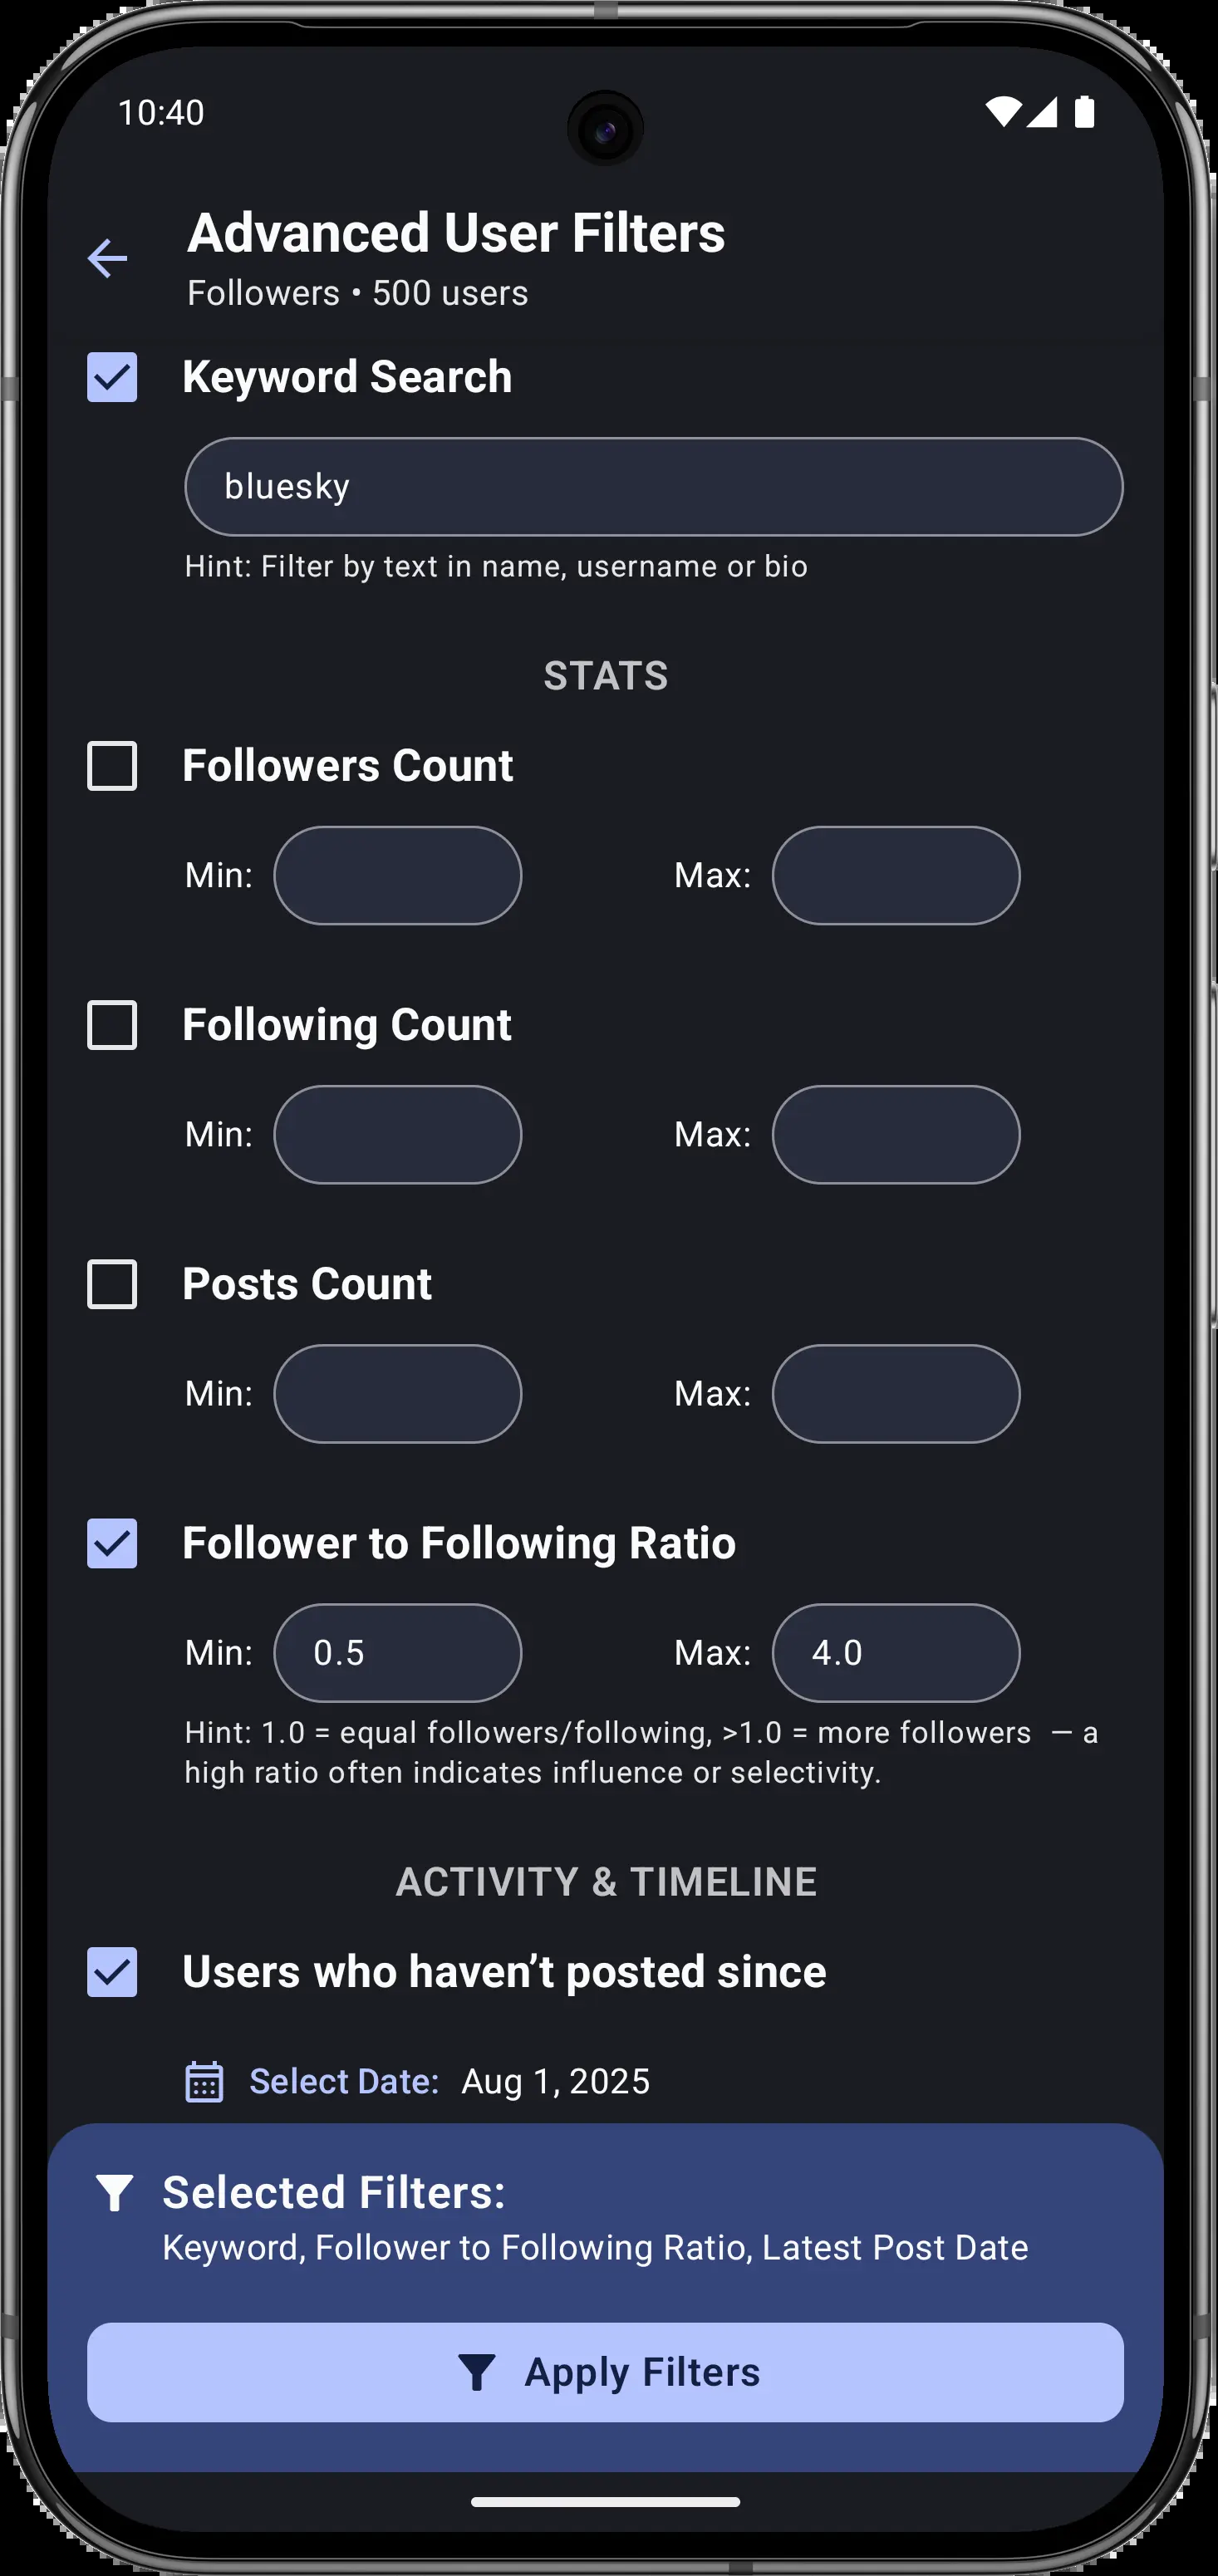 10:40
Advanced User Filters
Followers • 500 users
Keyword Search
bluesky
Hint: Filter by text in name, username or bio
STATS
Followers Count
Min: Max:
Following Count
Min: Max:
Posts Count
Min: Max:
Follower to Following Ratio
Min: 0.5 Max: 4.0
Hint: 1.0 = equal followers/following, >1.0 = more followers — a
high ratio often indicates influence or selectivity.
ACTIVITY & TIMELINE
Users who haven’t posted since
Select Date: Aug 1, 2025
Selected Filters:
Keyword, Follower to Following Ratio, Latest Post Date
Apply Filters